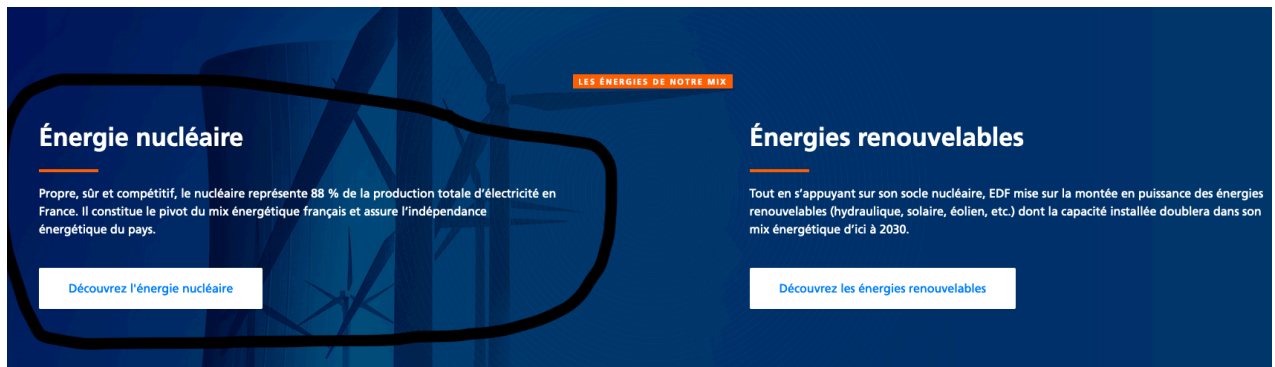 LES ÉNERGIES DE NOTRE MIX
Énergie nucléaire
Propre, sûr et compétitif, le nucléaire représente 88 % de la production totale d’électricité en
France. Il constitue le pivot du mix énergétique français et assure l’indépendance
énergétique du pays.
Découvrez l'énergie nucléaire
Énergies renouvelables
Tout en s’appuyant sur son socle nucléaire, EDF mise sur la montée en puissance des énergies
renouvelables (hydraulique, solaire, éolien, etc.) dont la capacité installée doublera dans son
mix énergétique d’ici à 2030.
Découvrez les énergies renouvelables